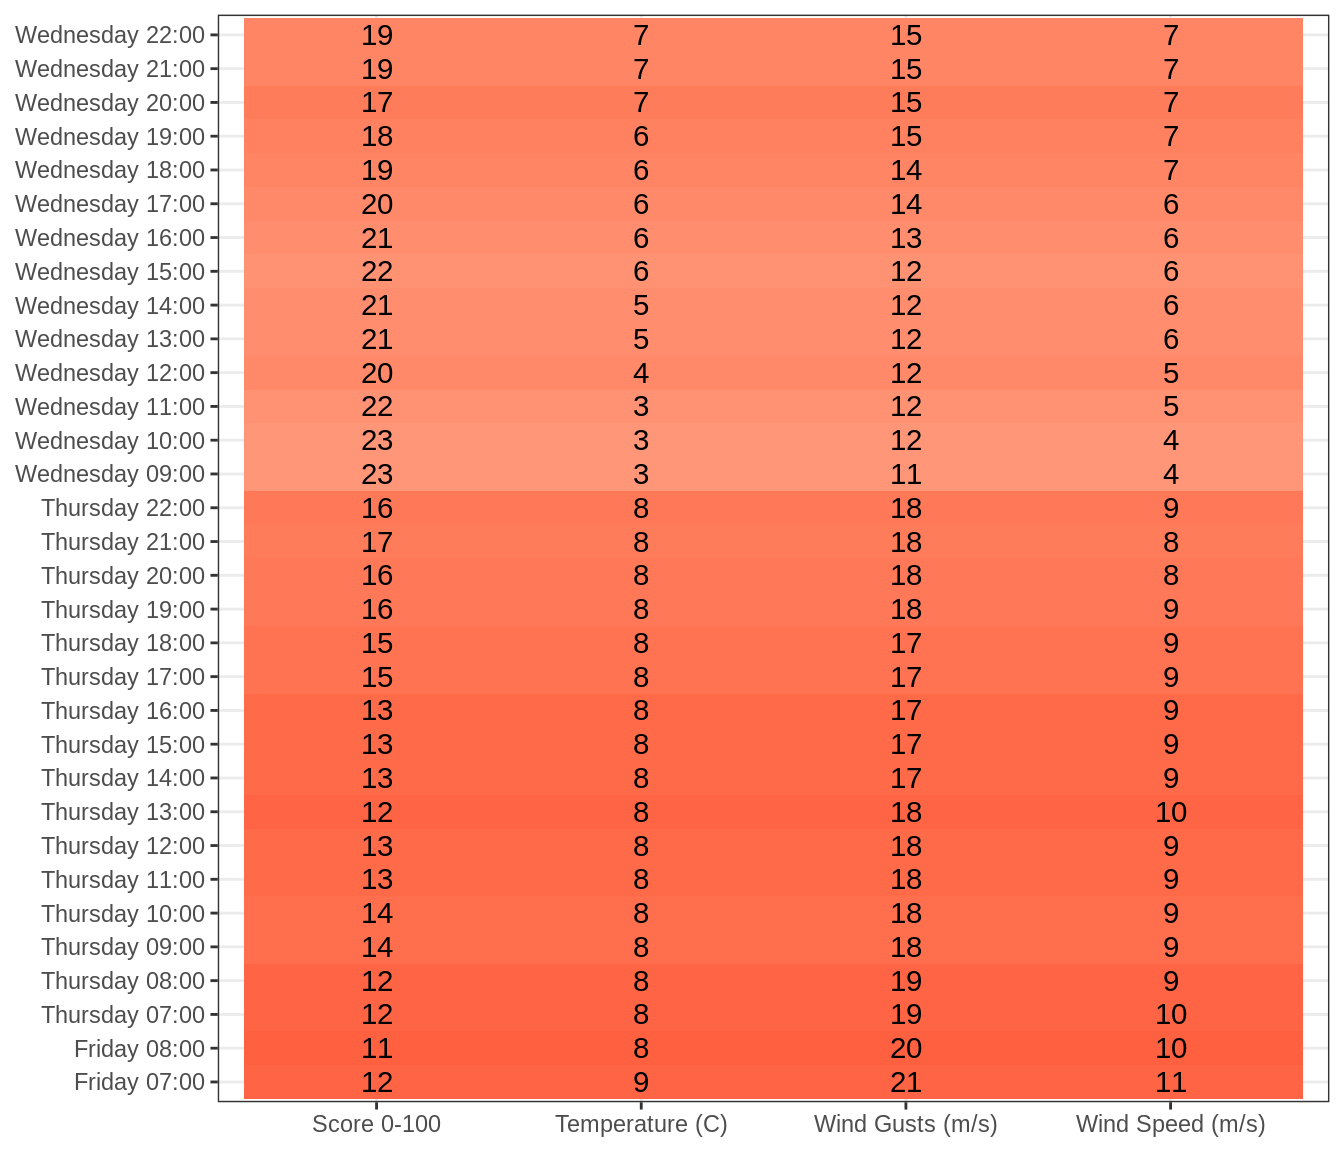 Wednesday 22:00 19 7 15 7
Wednesday 21:00 19 7 15 7
Wednesday 20:00 17 7 15 7
Wednesday 19:00 18 6 15 7
Wednesday 18:00 19 6 14 7
Wednesday 17:00 20 6 14 6
Wednesday 16:00 21 6 13 6
Wednesday 15:00 22 6 12 6
Wednesday 14:00 21 5 12 6
Wednesday 13:00 21 5 12 6
Wednesday 12:00 20 4 12 5
Wednesday 11:00 22 3 12 5
Wednesday 10:00 23 3 12 4
Wednesday 09:00 23 3 11 4
Thursday 22:00 16 8 18 9
Thursday 21:00 17 8 18 8
Thursday 20:00 16 8 18 8
Thursday 19:00 16 8 18 9
Thursday 18:00 15 8 17 9
Thursday 17:00 15 8 17 9
Thursday 16:00 13 8 17 9
Thursday 15:00 13 8 17 9
Thursday 14:00 13 8 17 9
Thursday 13:00 12 8 18 10
Thursday 12:00 13 8 18 9
Thursday 11:00 13 8 18 9
Thursday 10:00 14 8 18 9
Thursday 09:00 14 8 18 9
Thursday 08:00 12 8 19 9
Thursday 07:00 12 8 19 10
Friday 08:00 11 8 20 10
Friday 07:00 12 9 21 11
Score 0-100 Temperature (C) Wind Gusts (m/s) Wind Speed (m/s)